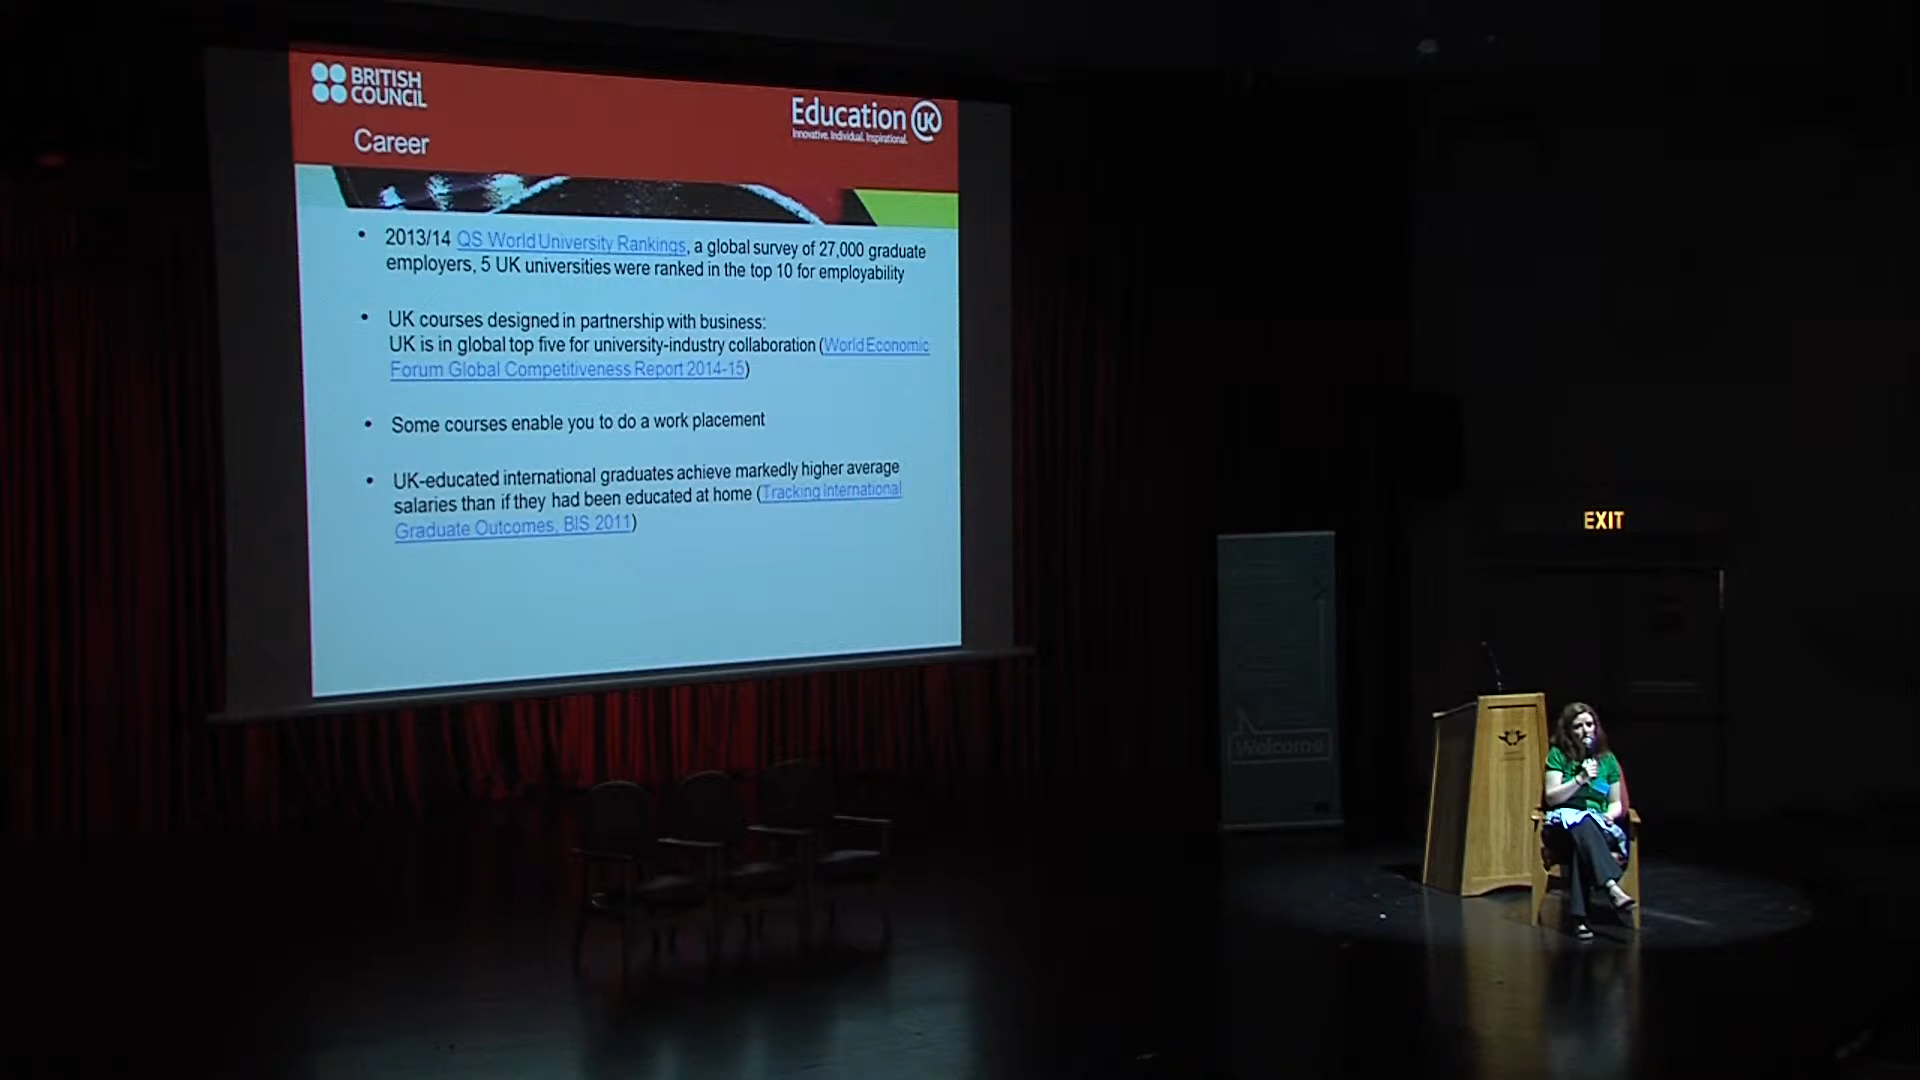 BRITISH
COUNCIL
Education UK
Innovative. Individual. Inspirational.
Career
• 2013/14 QS World University Rankings, a global survey of 27,000 graduate
employers, 5 UK universities were ranked in the top 10 for employability
• UK courses designed in partnership with business:
UK is in global top five for university-industry collaboration (World Economic
Forum Global Competitiveness Report 2014-15)
• Some courses enable you to do a work placement
• UK-educated international graduates achieve markedly higher average
salaries than if they had been educated at home (Tracking International
Graduate Outcomes, BIS 2011)
EXIT
Welcome